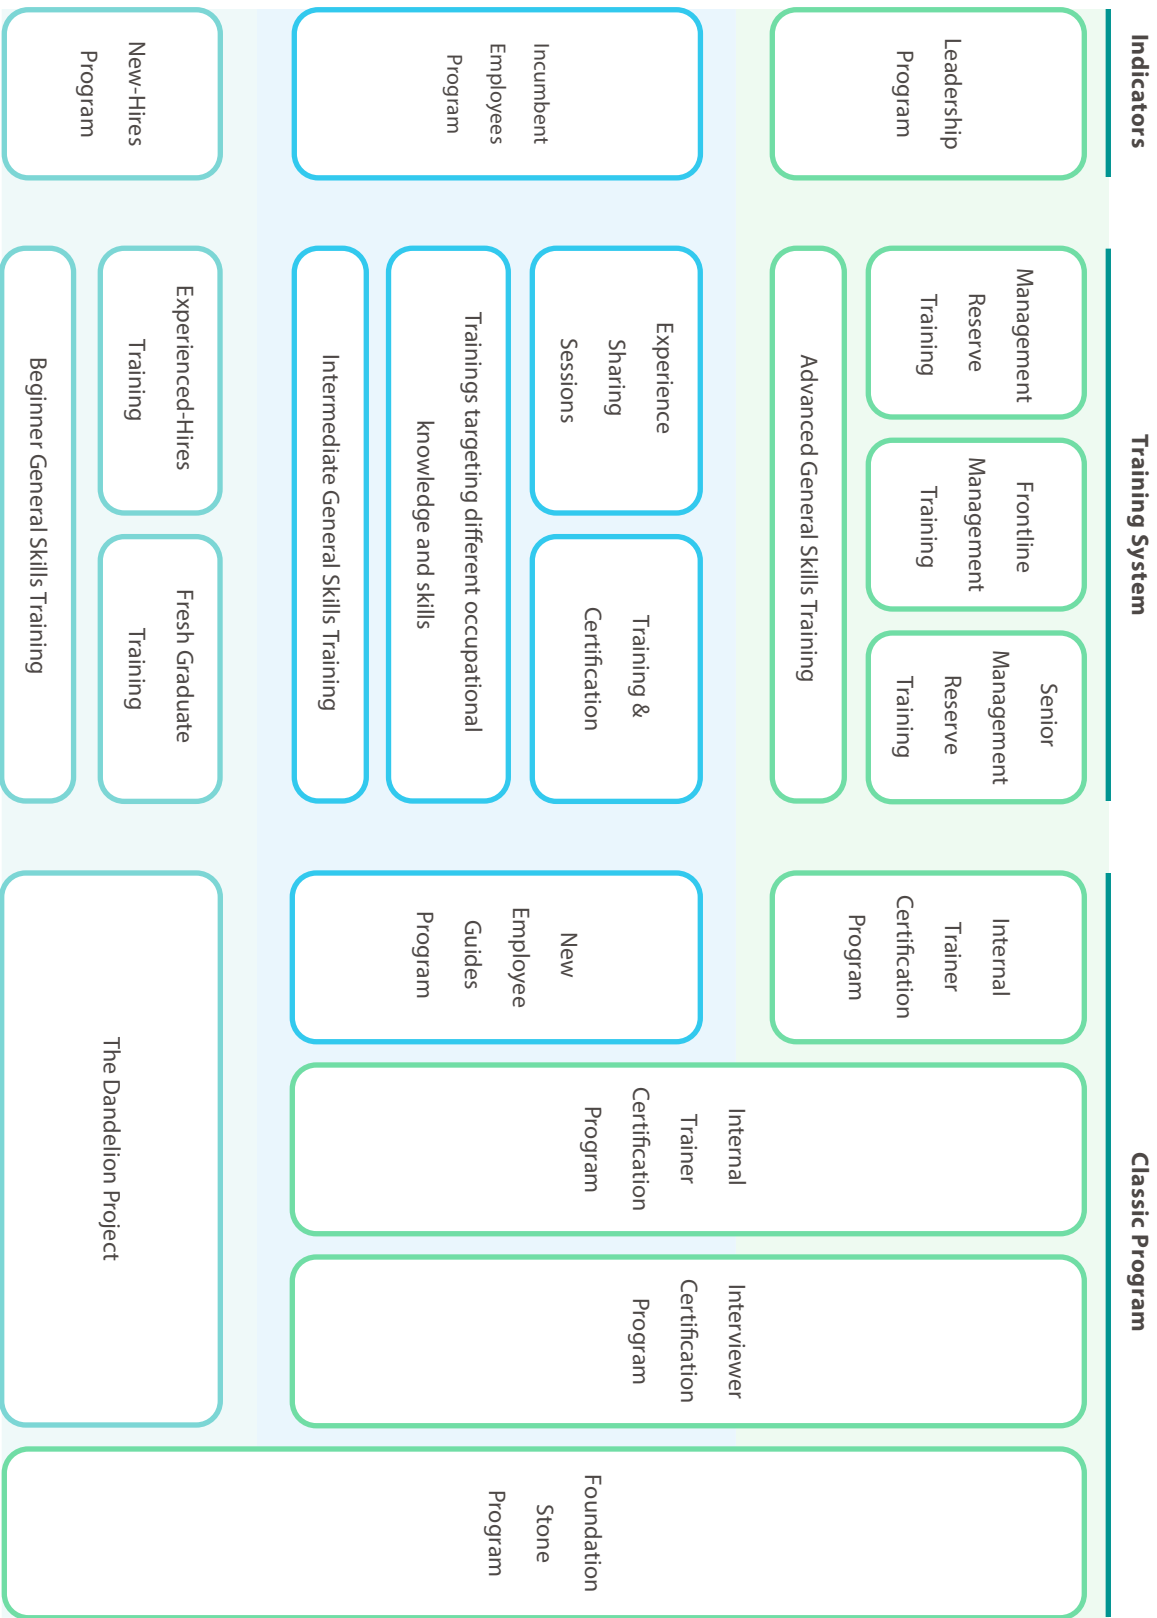 Indicators
Training System
Classic Program
Leadership
Program
Management
Reserve
Training
Frontline
Management
Training
Senior
Management
Reserve
Training
Advanced General Skills Training
Internal
Trainer
Certification
Program
Incumbent
Employees
Program
Experience
Sharing
Sessions
Training &
Certification
Trainings targeting different occupational
knowledge and skills
Intermediate General Skills Training
New
Employee
Guides
Program
Internal
Trainer
Certification
Program
Interviewer
Certification
Program
Foundation
Stone
Program
New-Hires
Program
Experienced-Hires
Training
Fresh Graduate
Training
Beginner General Skills Training
The Dandelion Project